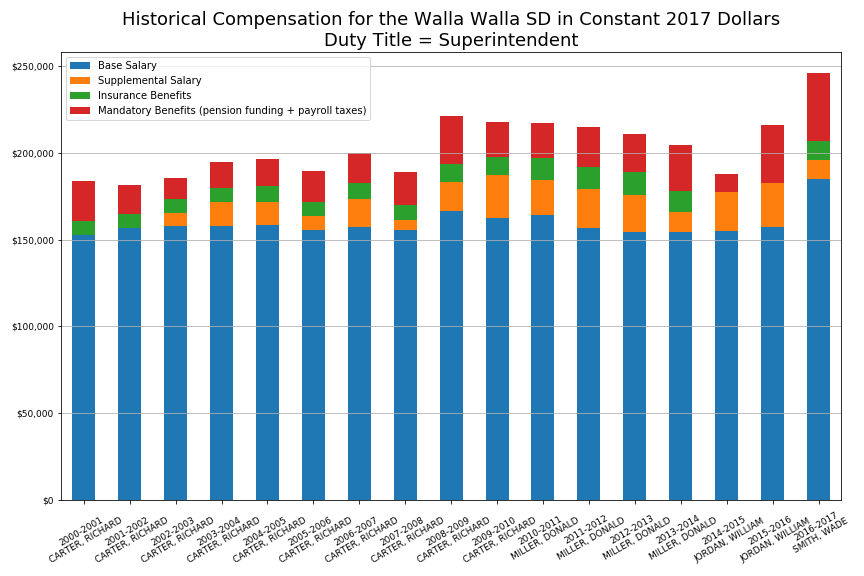 Historical Compensation for the Walla Walla SD in Constant 2017 Dollars
Duty Title = Superintendent
Base Salary
Supplemental Salary
Insurance Benefits
Mandatory Benefits (pension funding + payroll taxes)
$250,000
$200,000
$150,000
$100,000
$50,000
$0
2000-2001
CARTER, RICHARD
2001-2002
CARTER, RICHARD
2002-2003
CARTER, RICHARD
2003-2004
CARTER, RICHARD
2004-2005
CARTER, RICHARD
2005-2006
CARTER, RICHARD
2006-2007
CARTER, RICHARD
2007-2008
CARTER, RICHARD
2008-2009
CARTER, RICHARD
2009-2010
CARTER, RICHARD
2010-2011
MILLER, DONALD
2011-2012
MILLER, DONALD
2012-2013
MILLER, DONALD
2013-2014
MILLER, DONALD
2014-2015
JORDAN, WILLIAM
2015-2016
JORDAN, WILLIAM
2016-2017
SMITH, WADE